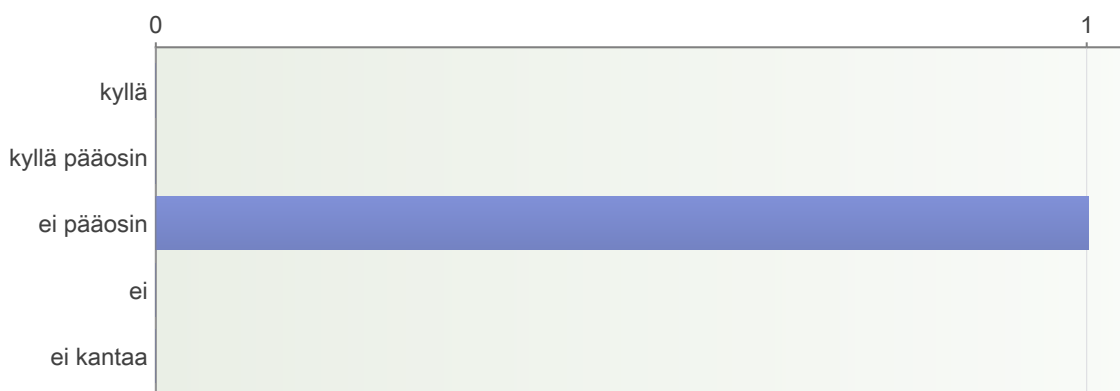 0 1
kyllä
kyllä pääosin
ei pääosin
ei
ei kantaa